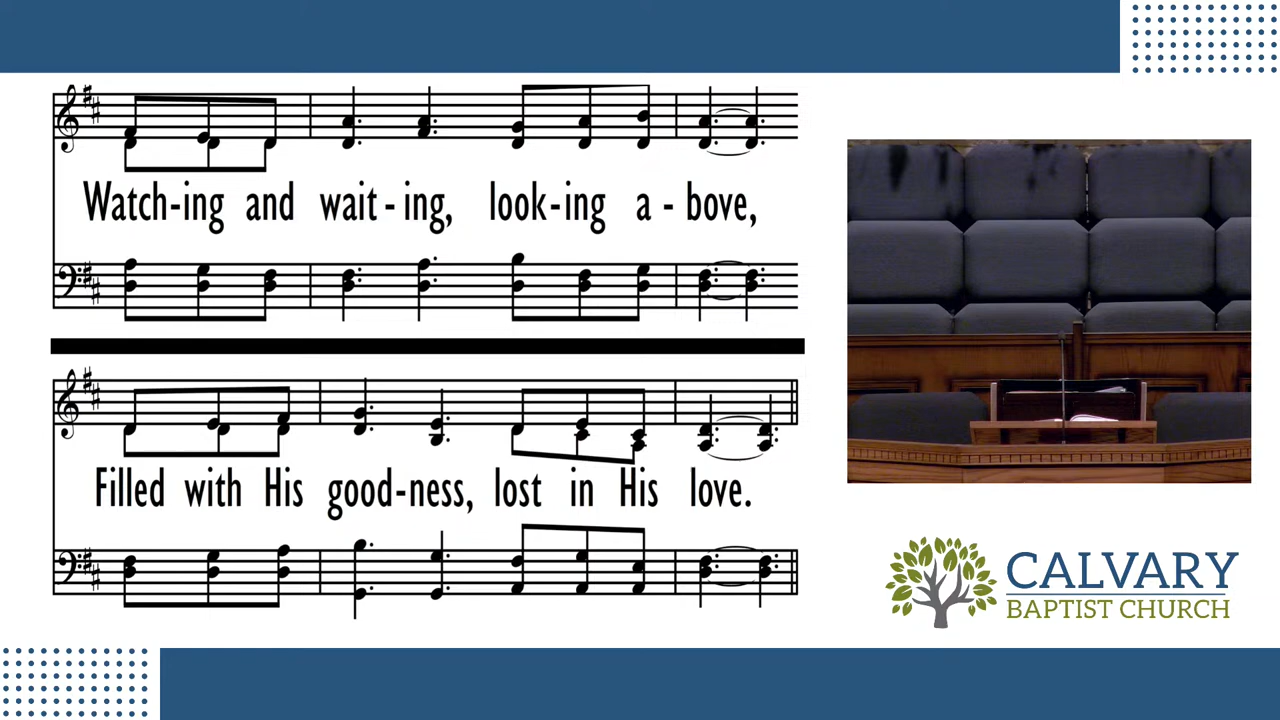 Watch-ing and wait-ing, look-ing a-bove,
Filled with His good-ness, lost in His love.
CALVARY
BAPTIST CHURCH